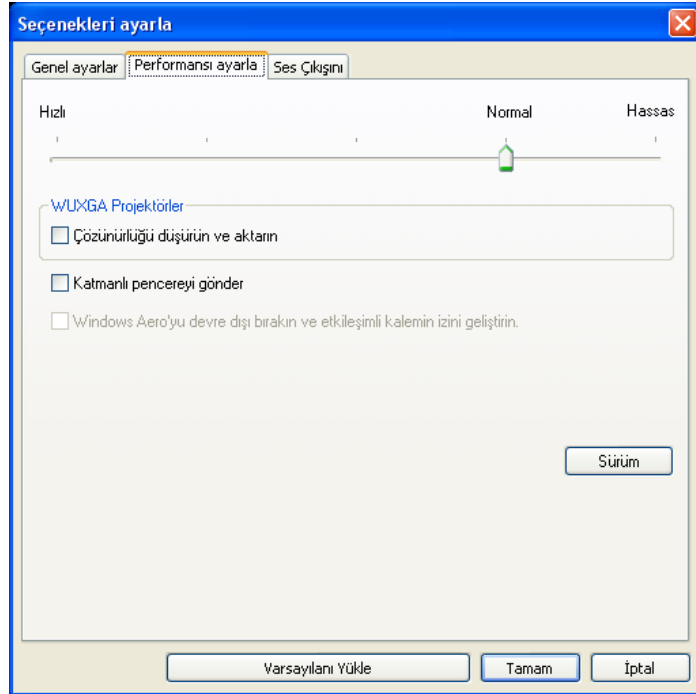 Seçenekleri ayarla
Genel ayarlar Performansı ayarla Ses Çıkışını
Hızlı Normal Hassas
WUXGA Projektörler
Çözünürlüğü düşürün ve aktarın
Katmanlı pencereyi gönder
Windows Aero'yu devre dışı bırakın ve etkileşimli kalemin izini geliştirin.
Sürüm
Varsayılanı Yükle Tamam İptal